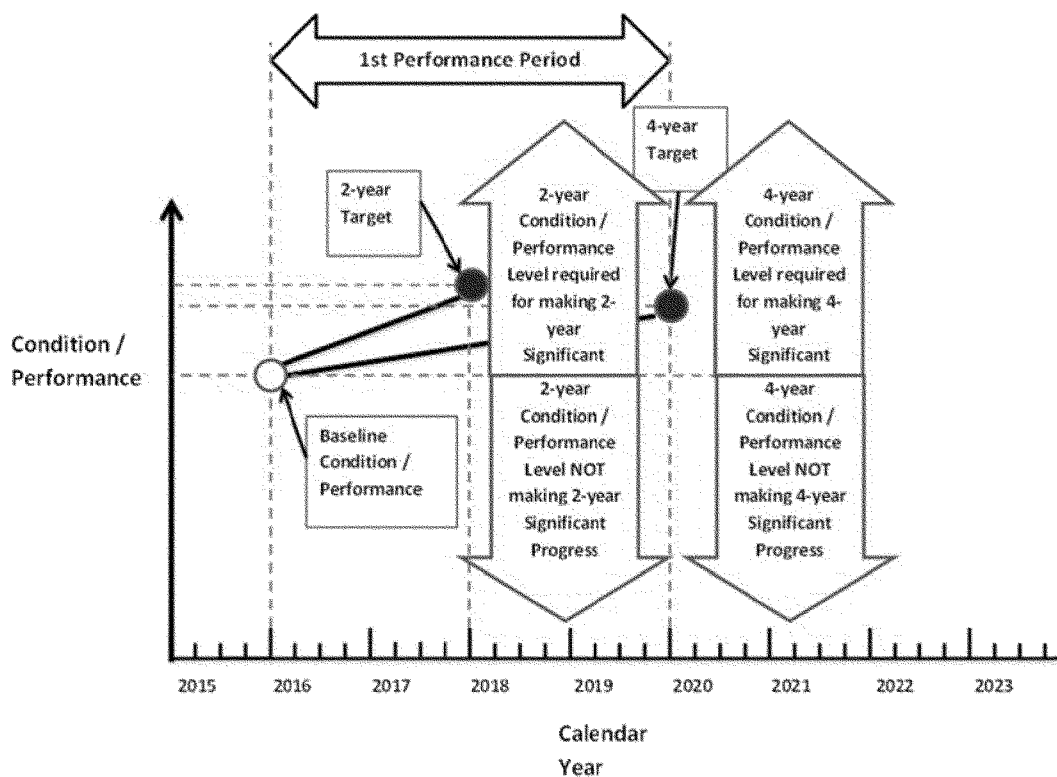 1st Performance Period
4-year
Target
2-year
Target
2-year
Condition /
Performance
Level required
for making 2-
year
Significant
4-year
Condition /
Performance
Level required
for making 4-
year
Significant
Condition /
Performance
Baseline
Condition /
Performance
2-year
Condition /
Performance
Level NOT
making 2-year
Significant
Progress
4-year
Condition /
Performance
Level NOT
making 4-year
Significant
Progress
2015 2016 2017 2018 2019 2020 2021 2022 2023
Calendar
Year